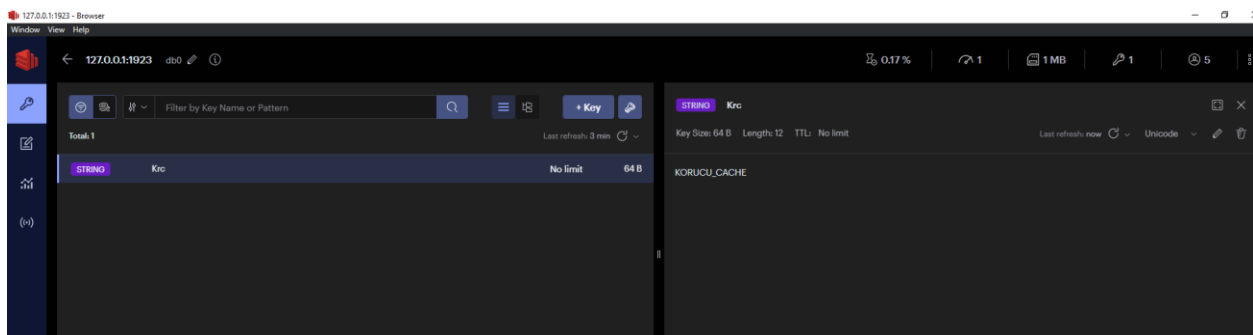 127.0.0.1:1923 - Browser
Window View Help
127.0.0.1:1923 db0 0.17 % 1 1 MB 1 5
Filter by Key Name or Pattern + Key
Total: 1 Last refresh: 3 min
STRING Krc No limit 64 B
STRING Krc
Key Size: 64 B Length: 12 TTL: No limit Last refresh: now Unicode
KORUCU_CACHE